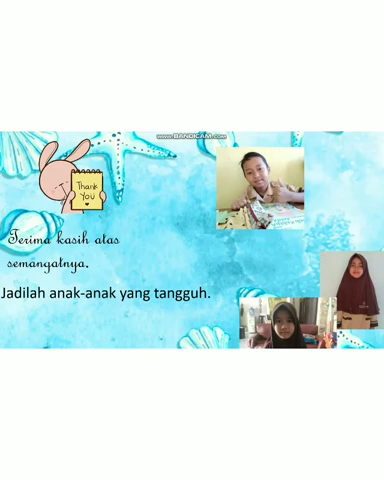 www.BANDICAM.com
Thank
You
Terima kasih atas
semangatnya.
Jadilah anak-anak yang tangguh.